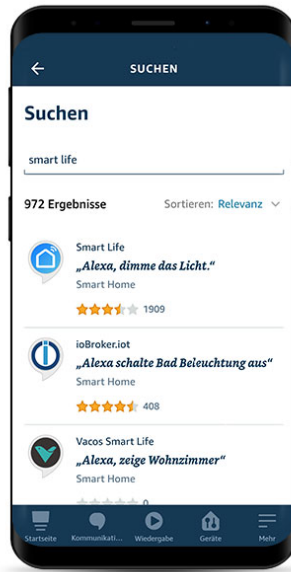 SUCHEN
Suchen
smart life
972 Ergebnisse Sortieren: Relevanz
Smart Life
„Alexa, dimme das Licht.“
Smart Home
1909
ioBroker.iot
„Alexa schalte Bad Beleuchtung aus“
Smart Home
408
Vacos Smart Life
„Alexa, zeige Wohnzimmer“
Smart Home
0
Startseite Kommunikati... Wiedergabe Geräte Mehr